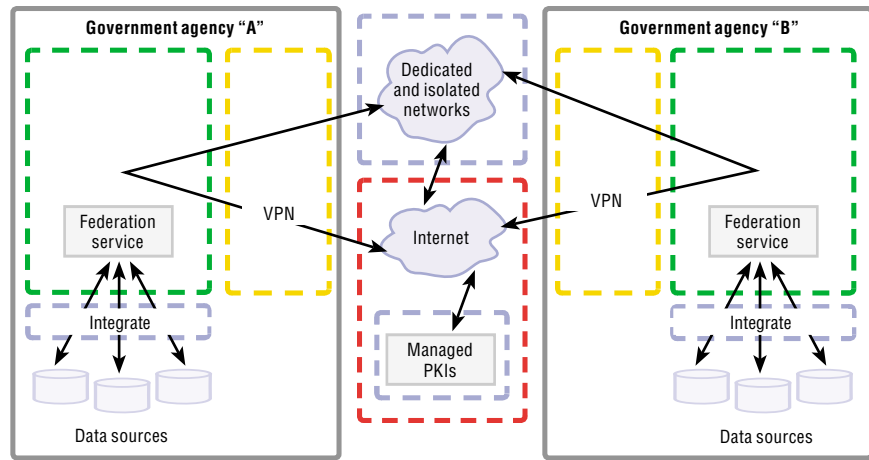 Government agency “A”
Government agency “B”
Dedicated
and isolated
networks
VPN
VPN
Federation
service
Internet
Federation
service
Integrate
Integrate
Managed
PKIs
Data sources
Data sources